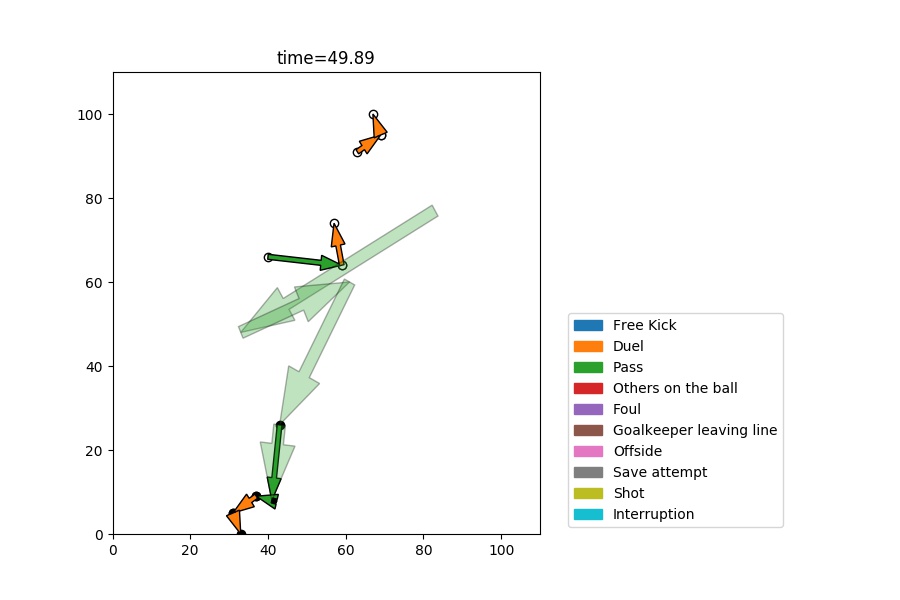 time=49.89
100
80
60
40
20
0
0 20 40 60 80 100
Free Kick
Duel
Pass
Others on the ball
Foul
Goalkeeper leaving line
Offside
Save attempt
Shot
Interruption